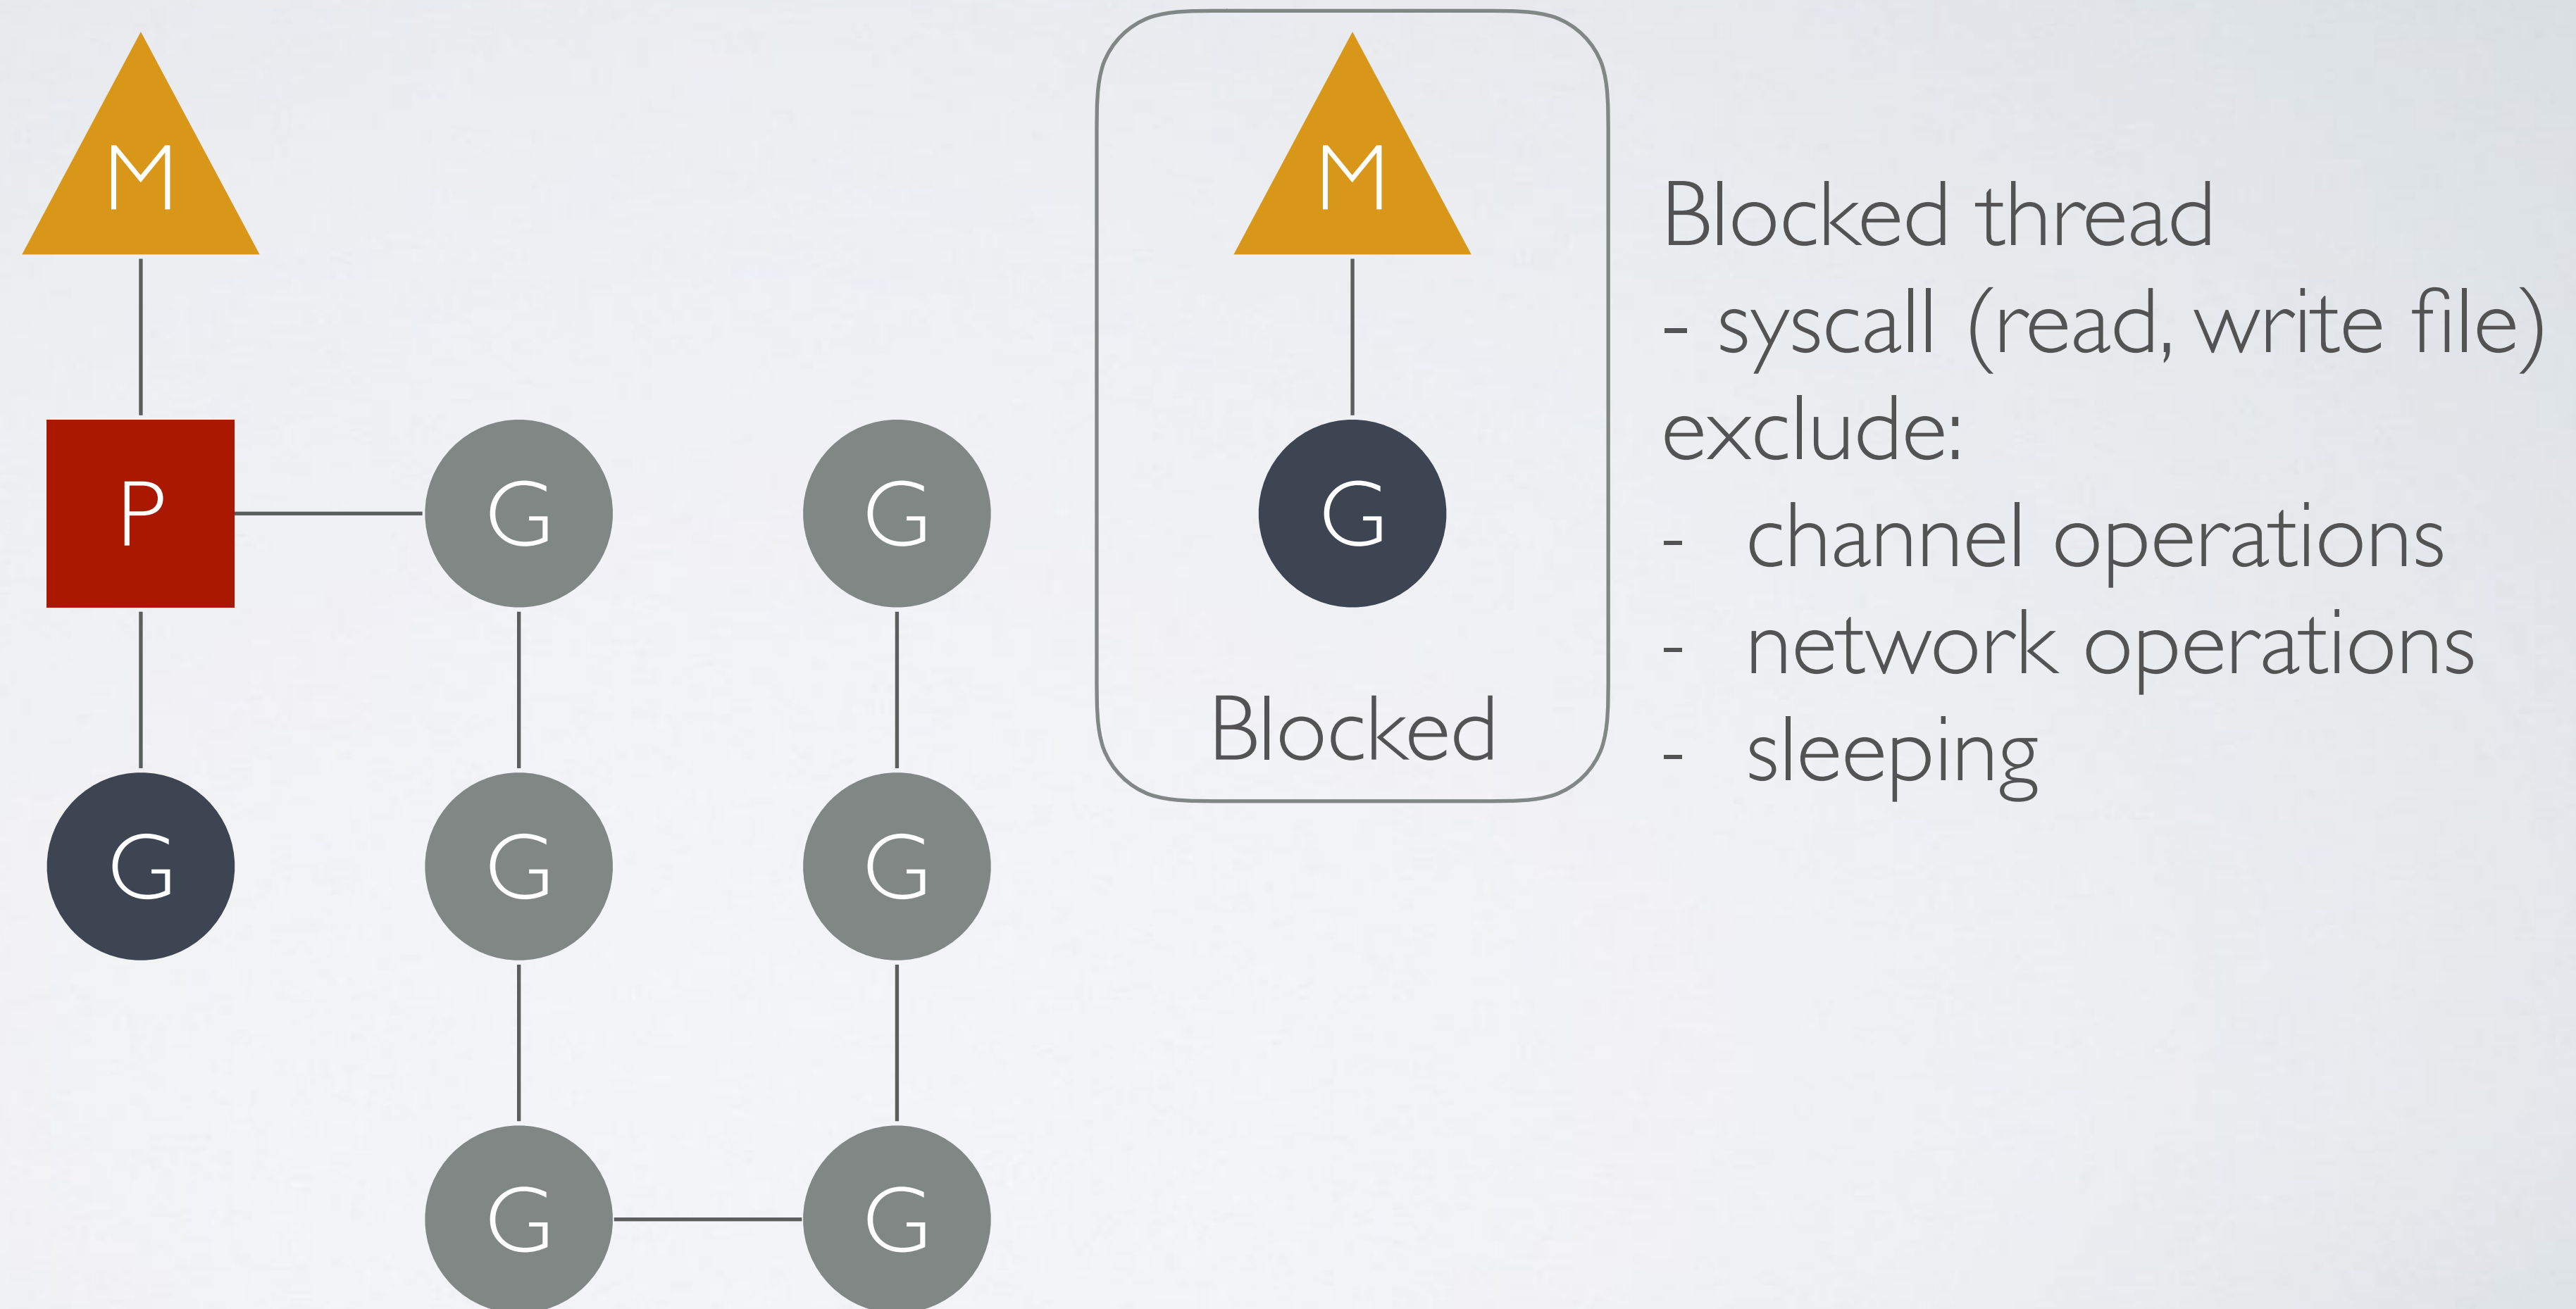 M
M
P
G
G
G
G
G
G
G
G
Blocked
Blocked thread
- syscall (read, write file)
exclude:
- channel operations
- network operations
- sleeping